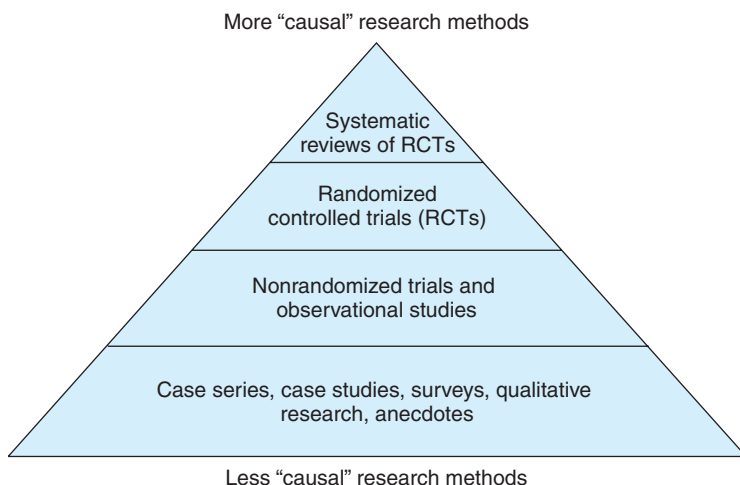 More “causal” research methods
Systematic
reviews of RCTs
Randomized
controlled trials (RCTs)
Nonrandomized trials and
observational studies
Case series, case studies, surveys, qualitative
research, anecdotes
Less “causal” research methods